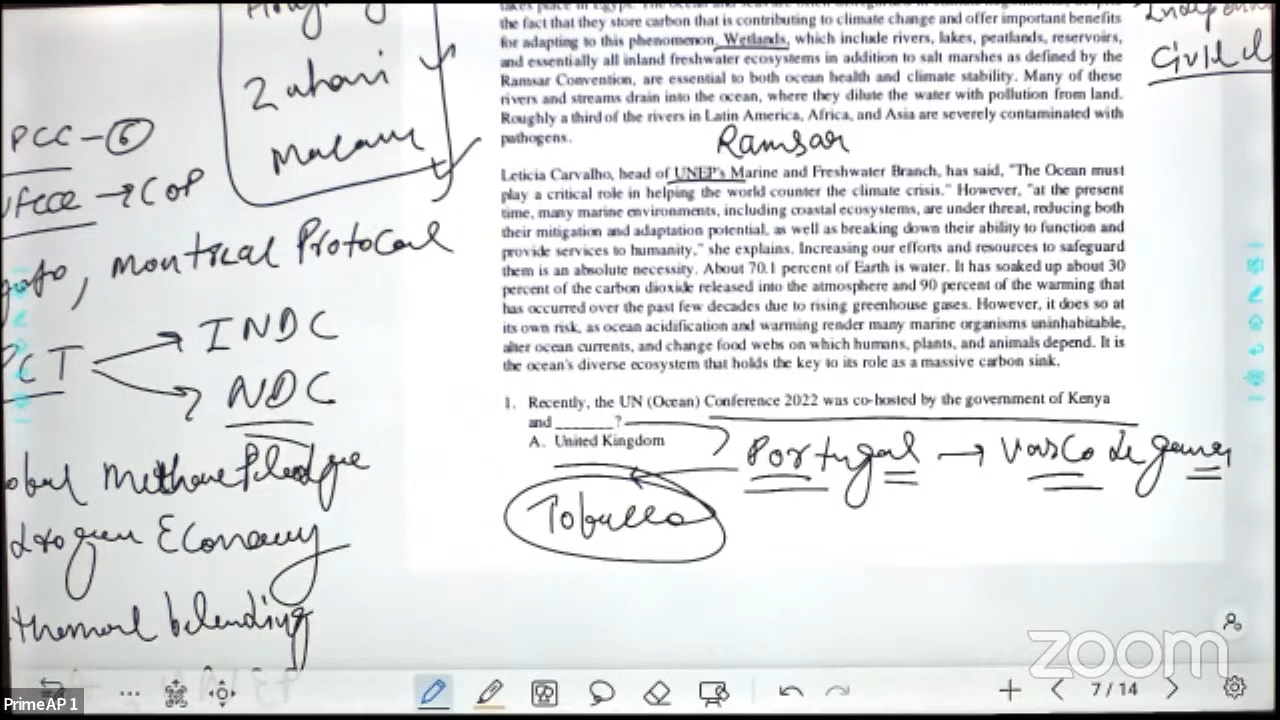 Zahari
Macau
PCC - 6
FCCC → COP
, Montreal Protocal
INDC
NDC
Methane Pledge
Economy
blending
the fact that they store carbon that is contributing to climate change and offer important benefits
for adapting to this phenomenon. Wetlands, which include rivers, lakes, peatlands, reservoirs,
and essentially all inland freshwater ecosystems in addition to salt marshes as defined by the
Ramsar Convention, are essential to both ocean health and climate stability. Many of these
rivers and streams drain into the ocean, where they dilute the water with pollution from land.
Roughly a third of the rivers in Latin America, Africa, and Asia are severely contaminated with
pathogens.
Ramsar
Leticia Carvalho, head of UNEP's Marine and Freshwater Branch, has said, "The Ocean must
play a critical role in helping the world counter the climate crisis." However, "at the present
time, many marine environments, including coastal ecosystems, are under threat, reducing both
their mitigation and adaptation potential, as well as breaking down their ability to function and
provide services to humanity," she explains. Increasing our efforts and resources to safeguard
them is an absolute necessity. About 70.1 percent of Earth is water. It has soaked up about 30
percent of the carbon dioxide released into the atmosphere and 90 percent of the warming that
has occurred over the past few decades due to rising greenhouse gases. However, it does so at
its own risk, as ocean acidification and warming render many marine organisms uninhabitable,
alter ocean currents, and change food webs on which humans, plants, and animals depend. It is
the ocean's diverse ecosystem that holds the key to its role as a massive carbon sink.
1. Recently, the UN (Ocean) Conference 2022 was co-hosted by the government of Kenya
and ______?
A. United Kingdom
Portugal → Vasco de gama
Tobacco
Civil d
zoom
7 / 14
PrimeAP 1